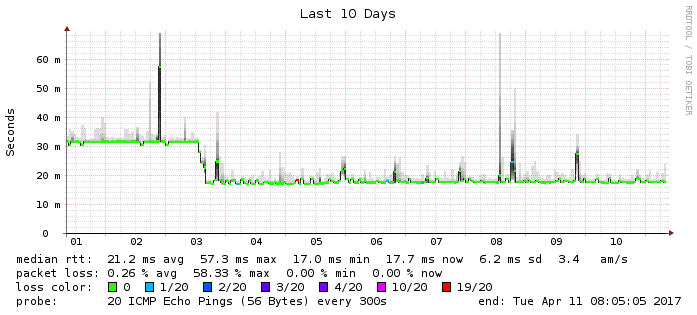 Last 10 Days
RRDTOOL / TOBI OETIKER
Seconds
60 m
50 m
40 m
30 m
20 m
10 m
0
01 02 03 04 05 06 07 08 09 10
median rtt: 21.2 ms avg 57.3 ms max 17.0 ms min 17.7 ms now 6.2 ms sd 3.4 am/s
packet loss: 0.26 % avg 58.33 % max 0.00 % min 0.00 % now
loss color: 0 1/20 2/20 3/20 4/20 10/20 19/20
probe: 20 ICMP Echo Pings (56 Bytes) every 300s end: Tue Apr 11 08:05:05 2017